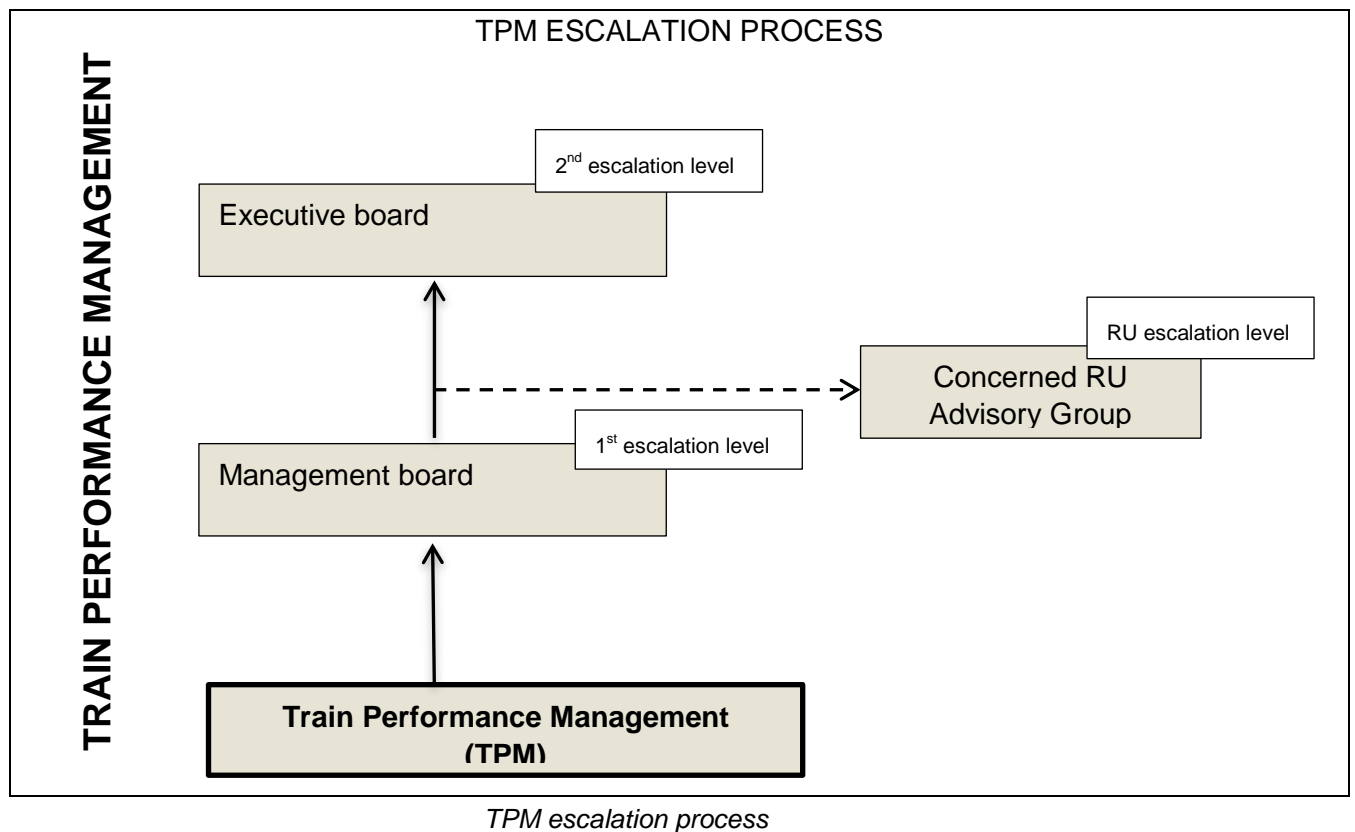 TPM ESCALATION PROCESS
TRAIN PERFORMANCE MANAGEMENT
2nd escalation level
Executive board
RU escalation level
Concerned RU
Advisory Group
1st escalation level
Management board
Train Performance Management
(TPM)
TPM escalation process